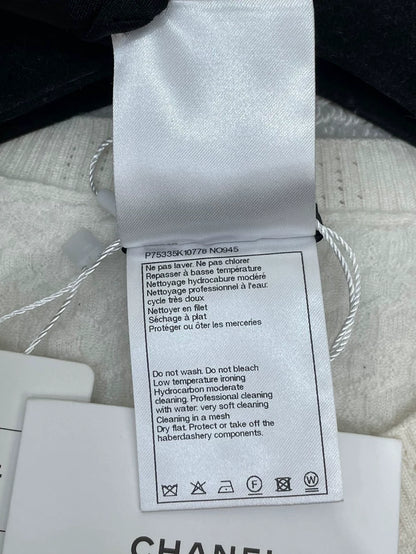 P75335K10778 NO945
Ne pas laver. Ne pas chlorer
Repasser à basse température
Nettoyage hydrocabure modéré
Nettoyage professionnel à l'eau:
cycle très doux
Nettoyer en filet
Séchage à plat
Protéger ou ôter les merceries
Do not wash. Do not bleach
Low temperature ironing
Hydrocarbon moderate
cleaning. Professional cleaning
with water: very soft cleaning
Cleaning in a mesh
Dry flat. Protect or take off the
haberdashery components.
F
W
CHANEL